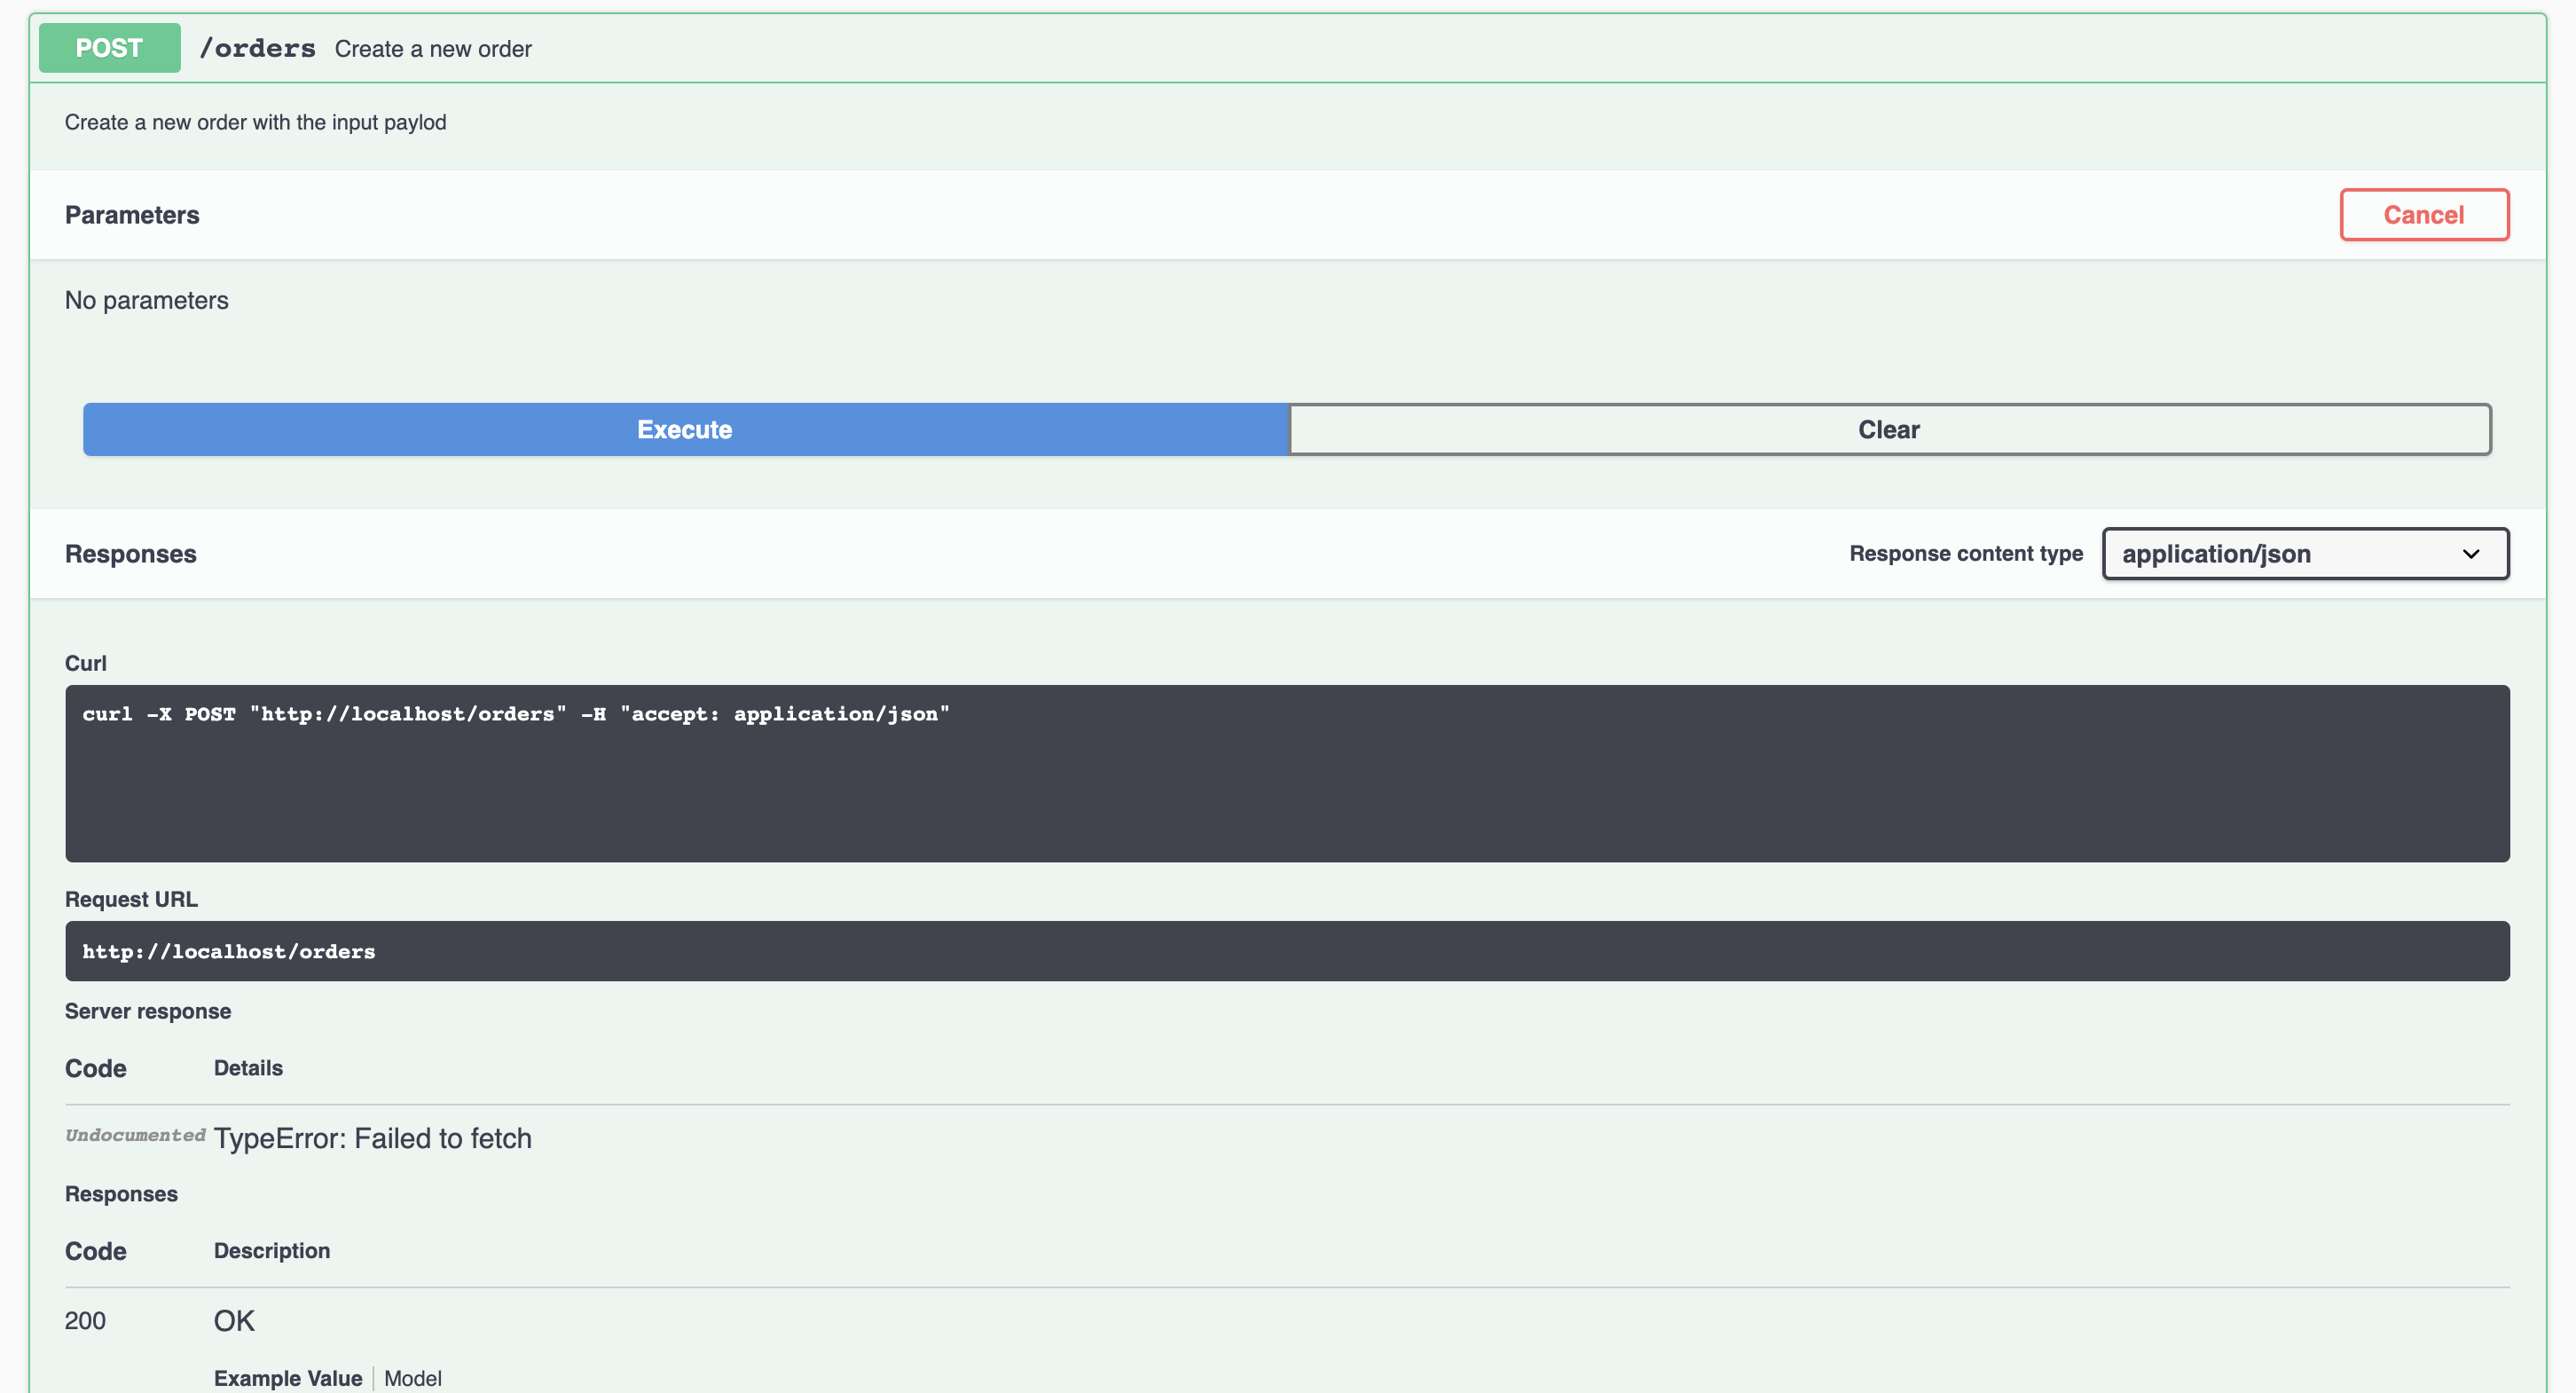 POST /orders Create a new order
Create a new order with the input paylod
Parameters
Cancel
No parameters
Execute
Clear
Responses
Response content type
application/json
Curl
curl -X POST "http://localhost/orders" -H "accept: application/json"
Request URL
http://localhost/orders
Server response
Code Details
Undocumented TypeError: Failed to fetch
Responses
Code Description
200 OK
Example Value Model